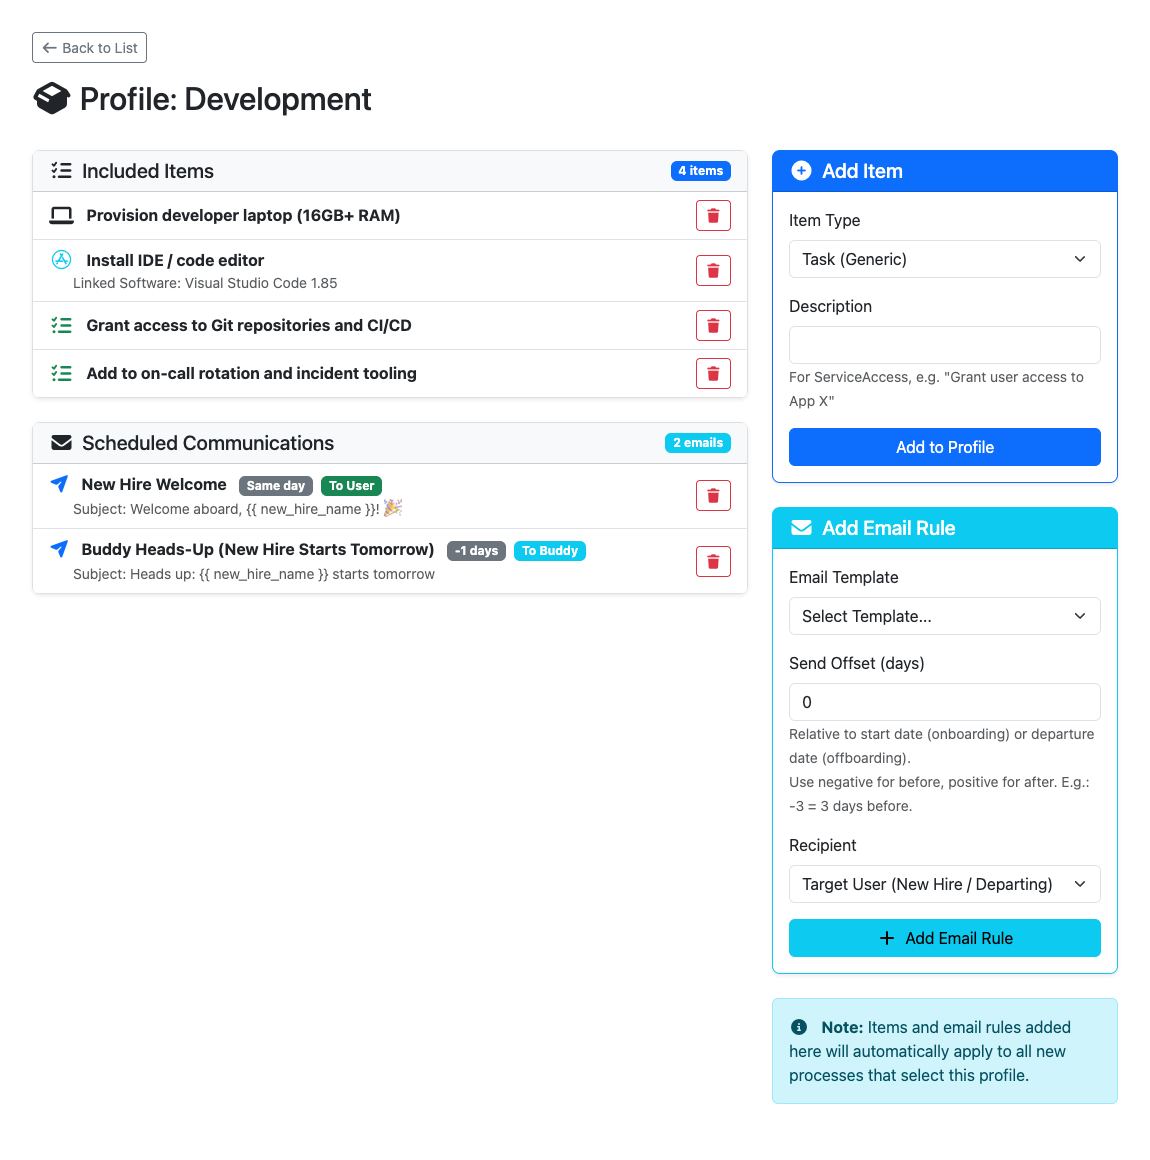 Back to List
Profile: Development
Included Items
4 items
Provision developer laptop (16GB+ RAM)
Install IDE / code editor
Linked Software: Visual Studio Code 1.85
Grant access to Git repositories and CI/CD
Add to on-call rotation and incident tooling
Scheduled Communications
2 emails
New Hire Welcome Same day To User
Subject: Welcome aboard, {{ new_hire_name }}! 🎉
Buddy Heads-Up (New Hire Starts Tomorrow) -1 days To Buddy
Subject: Heads up: {{ new_hire_name }} starts tomorrow
Add Item
Item Type
Task (Generic)
Description
For ServiceAccess, e.g. "Grant user access to
App X"
Add to Profile
Add Email Rule
Email Template
Select Template...
Send Offset (days)
0
Relative to start date (onboarding) or departure
date (offboarding).
Use negative for before, positive for after. E.g.:
-3 = 3 days before.
Recipient
Target User (New Hire / Departing)
Add Email Rule
Note: Items and email rules added
here will automatically apply to all new
processes that select this profile.